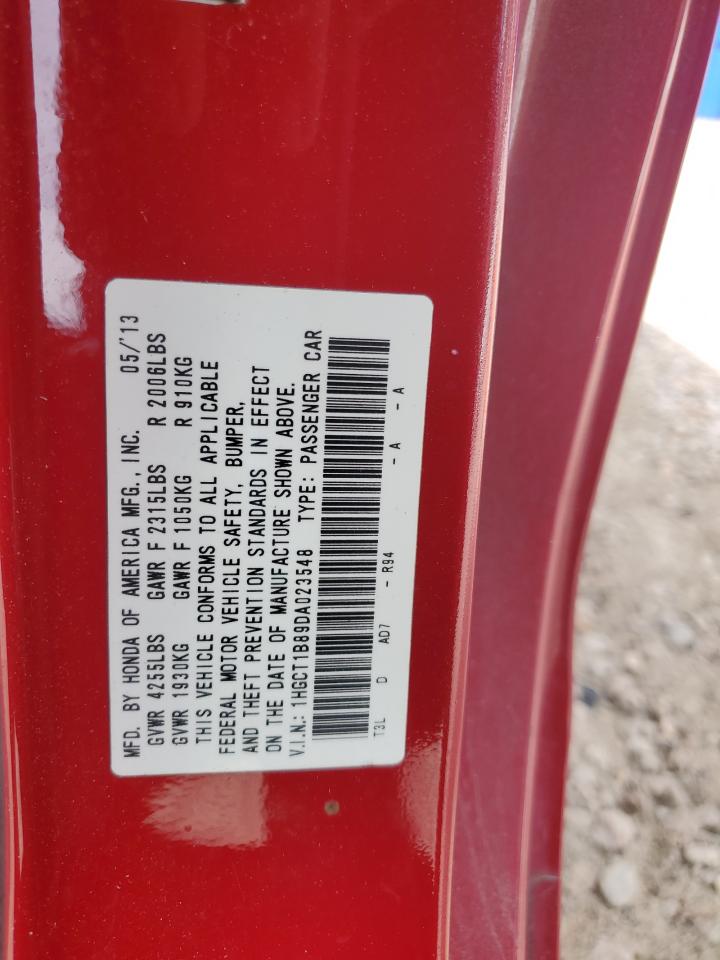 MFD. BY HONDA OF AMERICA MFG., INC. 05/'13
GVWR 4255LBS GAWR F 2315LBS R 2006LBS
GVWR 1930KG GAWR F 1050KG R 910KG
THIS VEHICLE CONFORMS TO ALL APPLICABLE
FEDERAL MOTOR VEHICLE SAFETY, BUMPER,
AND THEFT PREVENTION STANDARDS IN EFFECT
ON THE DATE OF MANUFACTURE SHOWN ABOVE.
V.I.N.: 1HGCT1B89DA023548 TYPE: PASSENGER CAR
T3L D AD7 - R94 - A - A